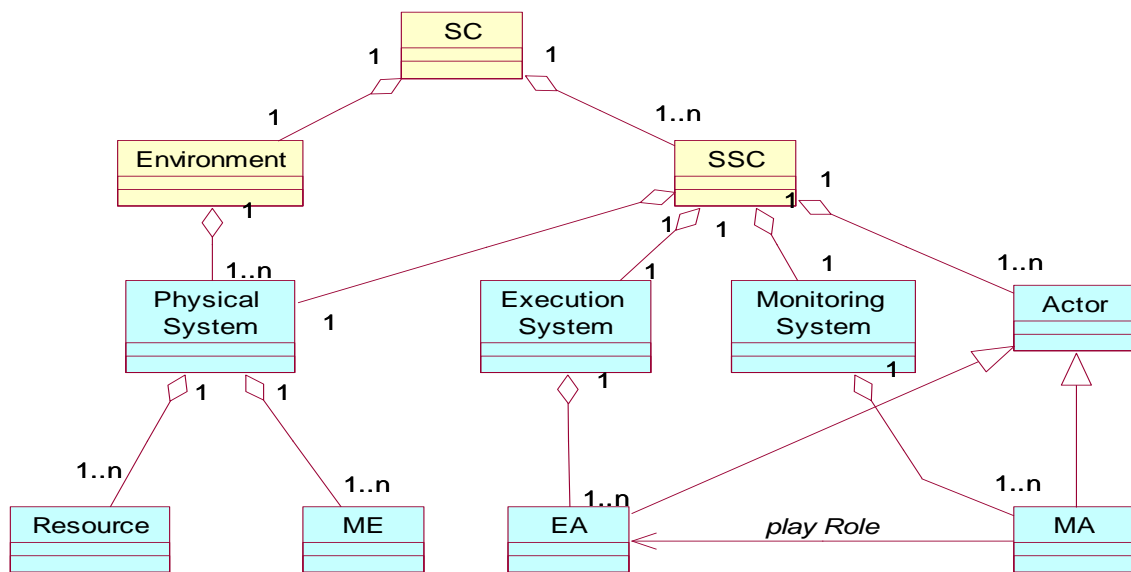 SC
1
1
1
1..n
Environment
SSC
1
1
1
1
1
1
1..n
1
1
1..n
Physical
System
Execution
System
Monitoring
System
Actor
1
1
1
1
1
1..n
1..n
1..n
1..n
Resource
ME
EA
play Role
MA